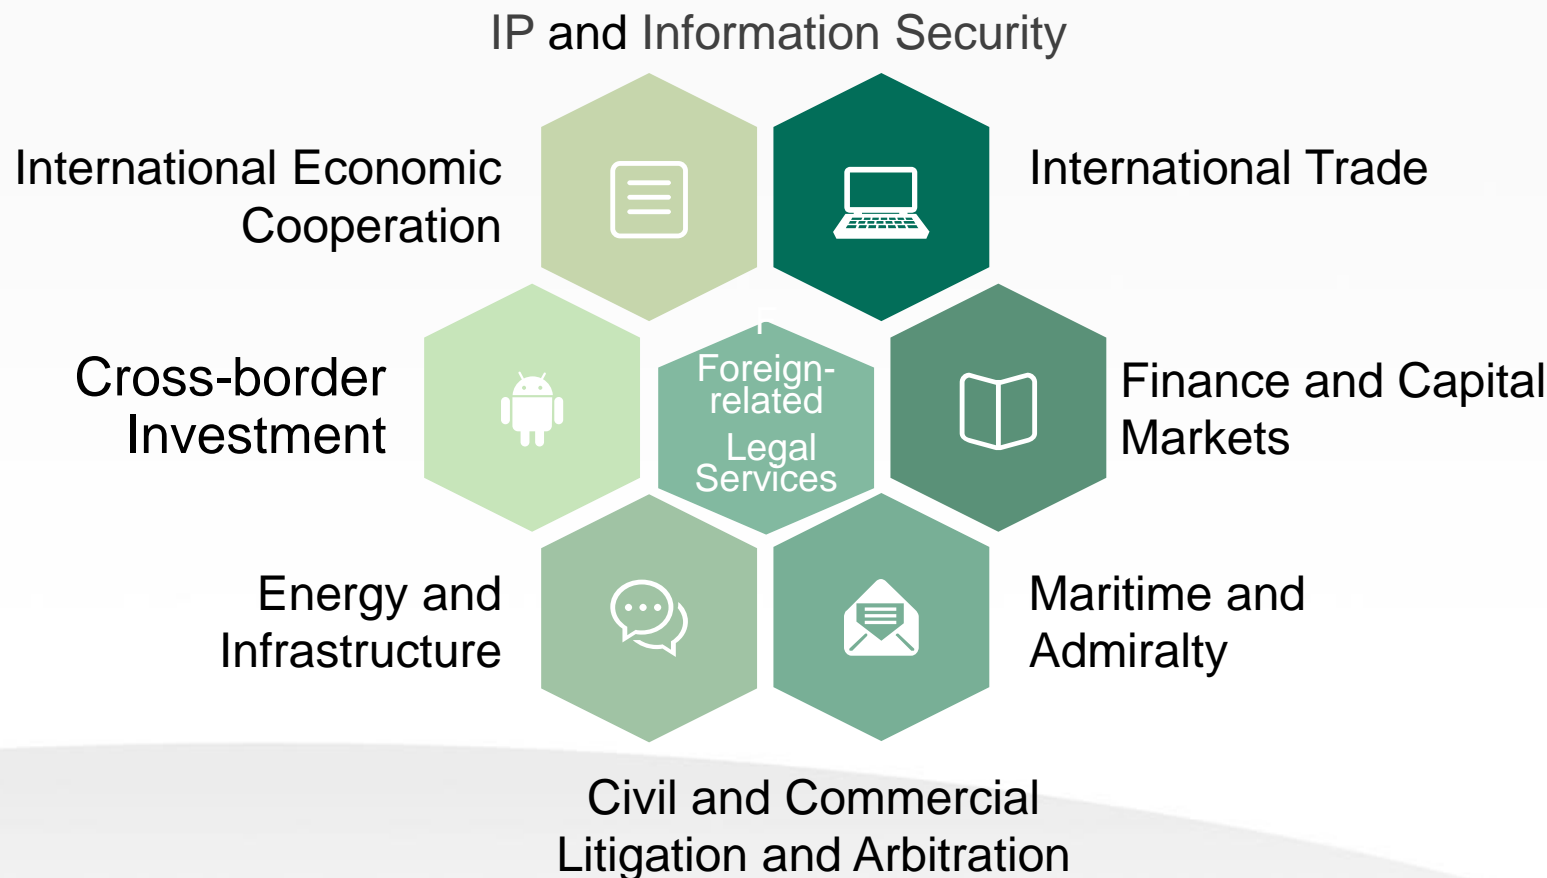 IP and Information Security
International Economic
Cooperation
International Trade
F
Foreign-
related
Legal
Services
Cross-border
Investment
Finance and Capital
Markets
Energy and
Infrastructure
Maritime and
Admiralty
Civil and Commercial
Litigation and Arbitration